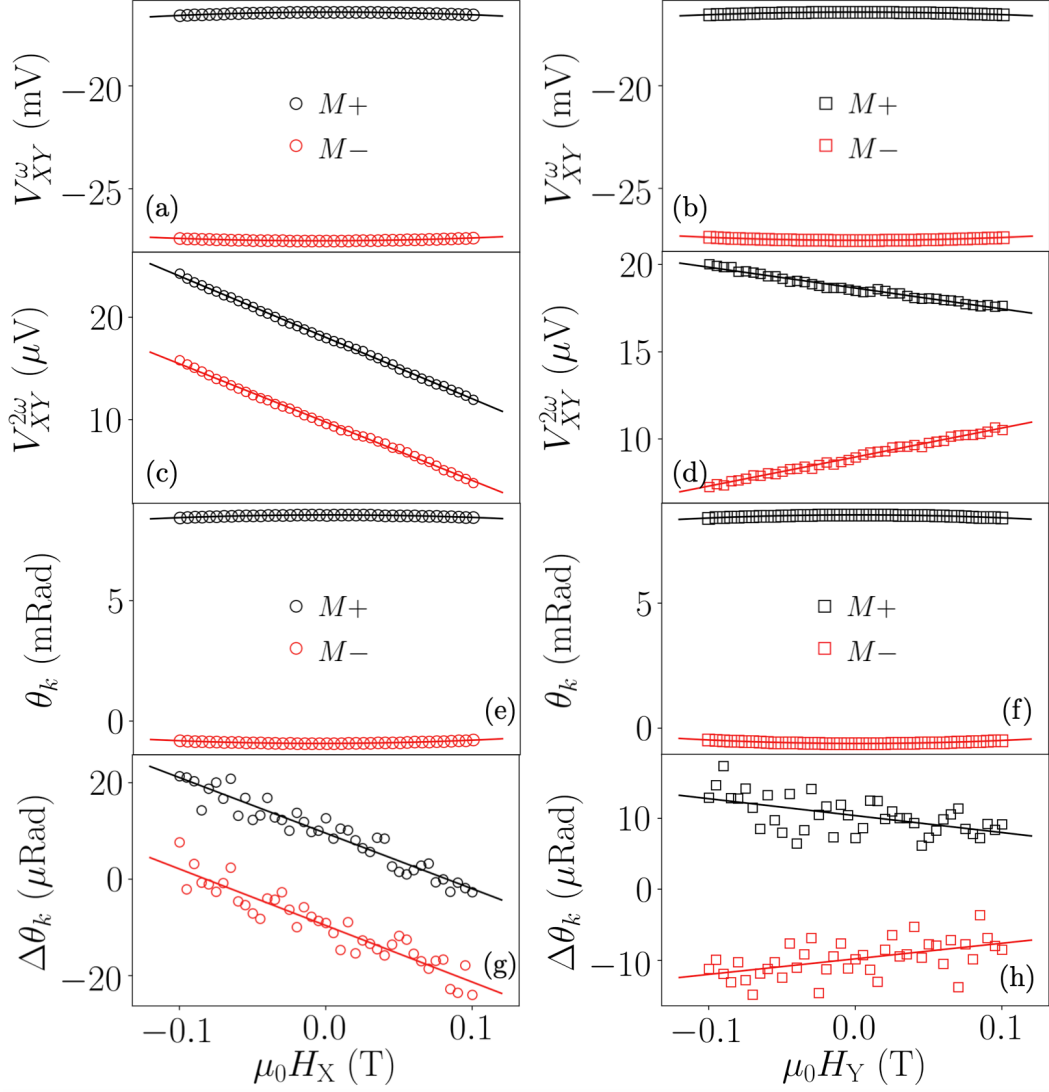 V^ω_XY (mV)
−20
−25
M+
M−
(a)
V^ω_XY (mV)
−20
−25
M+
M−
(b)
V^2ω_XY (μV)
20
10
(c)
V^2ω_XY (μV)
20
15
10
(d)
θ_k (mRad)
5
0
M+
M−
(e)
θ_k (mRad)
5
0
M+
M−
(f)
Δθ_k (μRad)
20
0
−20
(g)
−0.1 0.0 0.1
μ₀H_X (T)
Δθ_k (μRad)
10
0
−10
(h)
−0.1 0.0 0.1
μ₀H_Y (T)